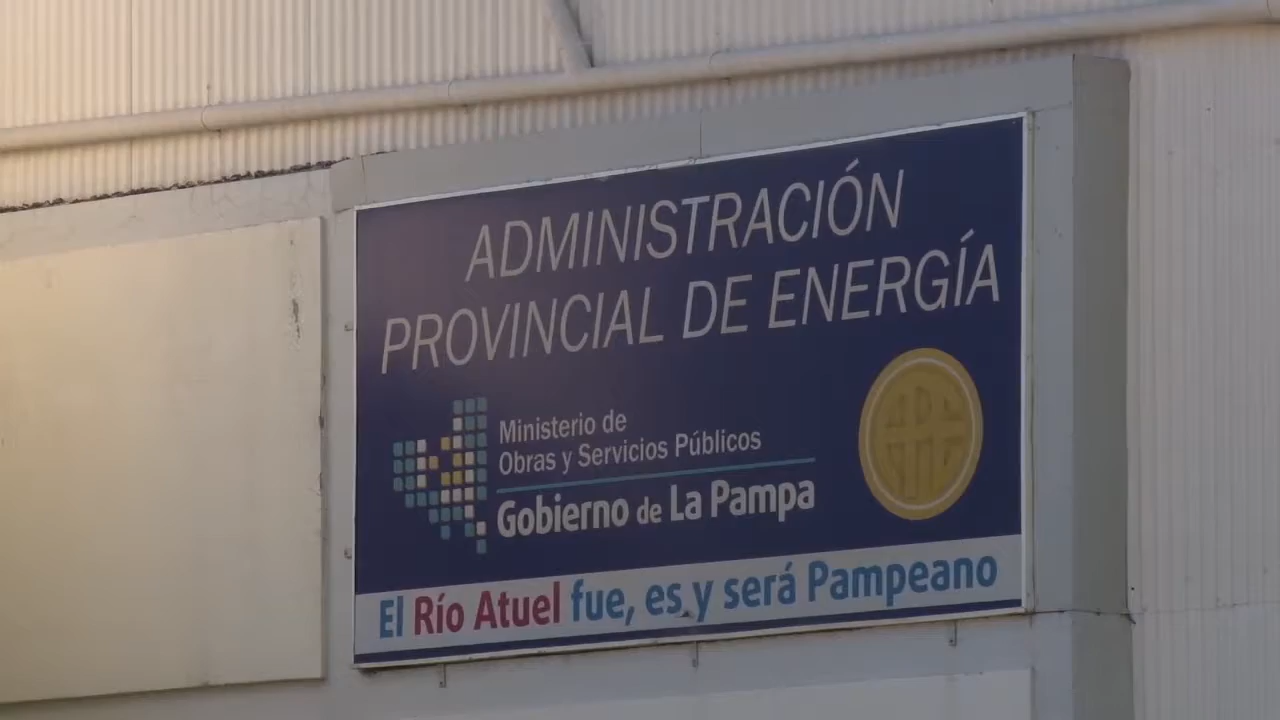 ADMINISTRACIÓN
PROVINCIAL DE ENERGÍA
Ministerio de
Obras y Servicios Públicos
Gobierno de La Pampa
El Río Atuel fue, es y será Pampeano